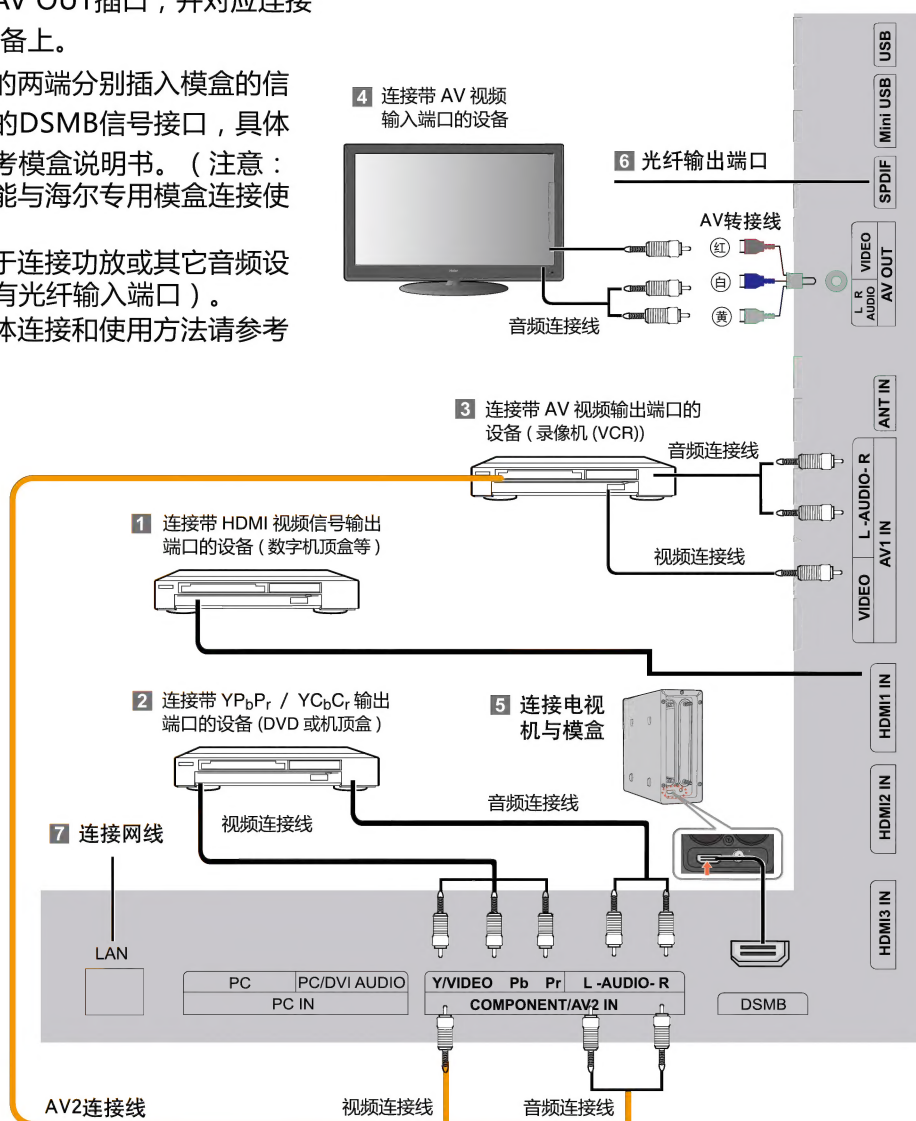 AV OUT插口，并对应连接
备上。
的两端分别插入模盒的信
的DSMB信号接口，具体
考模盒说明书。（注意：
能与海尔专用模盒连接使
于连接功放或其它音频设
有光纤输入端口）。
体连接和使用方法请参考
4 连接带 AV 视频
输入端口的设备
6 光纤输出端口
AV转接线
红
白
黄
音频连接线
USB
Mini USB
SPDIF
VIDEO
L R
AUDIO
AV OUT
3 连接带 AV 视频输出端口的
设备 ( 录像机 (VCR))
音频连接线
视频连接线
ANT IN
L -AUDIO- R
VIDEO
AV1 IN
1 连接带 HDMI 视频信号输出
端口的设备 ( 数字机顶盒等 )
2 连接带 YPbPr / YCbCr 输出
端口的设备 (DVD 或机顶盒 )
5 连接电视
机与模盒
HDMI1 IN
HDMI2 IN
HDMI3 IN
视频连接线
音频连接线
7 连接网线
LAN
PC
PC/DVI AUDIO
PC IN
Y/VIDEO Pb Pr L -AUDIO- R
COMPONENT/AV2 IN
DSMB
AV2连接线
视频连接线
音频连接线